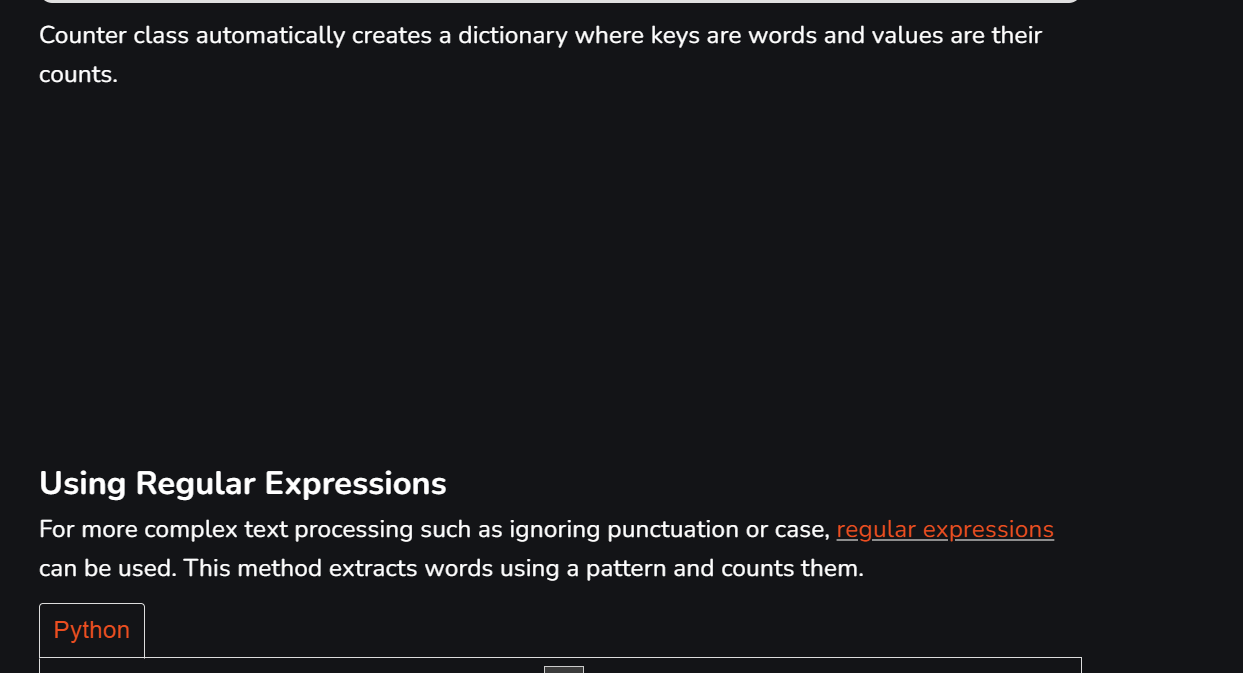 Counter class automatically creates a dictionary where keys are words and values are their
counts.
Using Regular Expressions
For more complex text processing such as ignoring punctuation or case, regular expressions
can be used. This method extracts words using a pattern and counts them.
Python